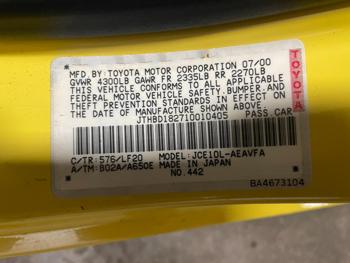 MFD.BY:TOYOTA MOTOR CORPORATION 07/00
GVWR 4300LB GAWR FR 2335LB RR 2270LB
THIS VEHICLE CONFORMS TO ALL APPLICABLE
FEDERAL MOTOR VEHICLE SAFETY,BUMPER,AND
THEFT PREVENTION STANDARDS IN EFFECT ON
THE DATE OF MANUFACTURE SHOWN ABOVE.
JTHBD182710010405 PASS.CAR
C/TR:576/LF20 MODEL:JCE10L-AEAVFA
A/TM:B02A/A650E MADE IN JAPAN
NO.442
BA4673104
TOYOTA